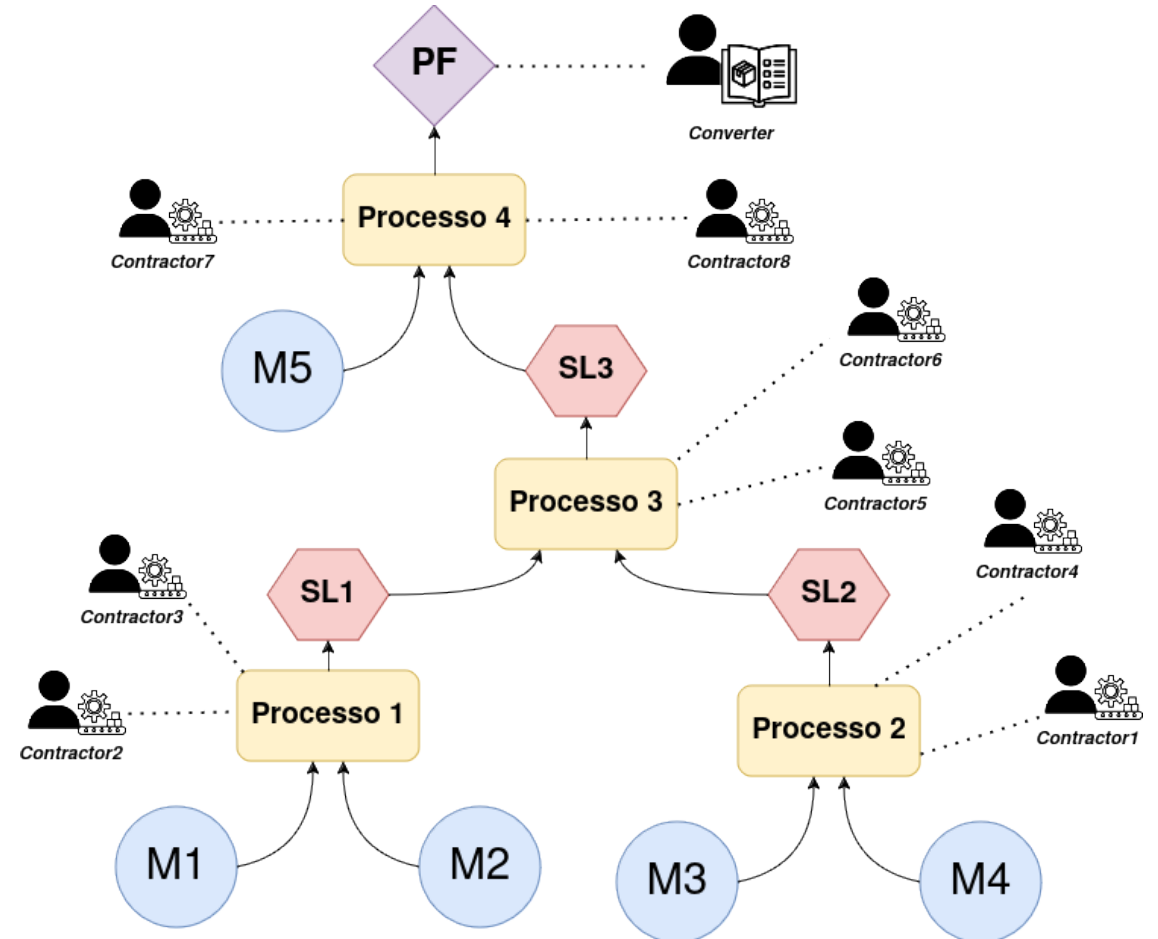 PF
Converter
Processo 4
Contractor7
Contractor8
Contractor6
M5
SL3
Processo 3
Contractor5
Contractor4
SL1
SL2
Contractor3
Processo 1
Processo 2
Contractor2
Contractor1
M1
M2
M3
M4